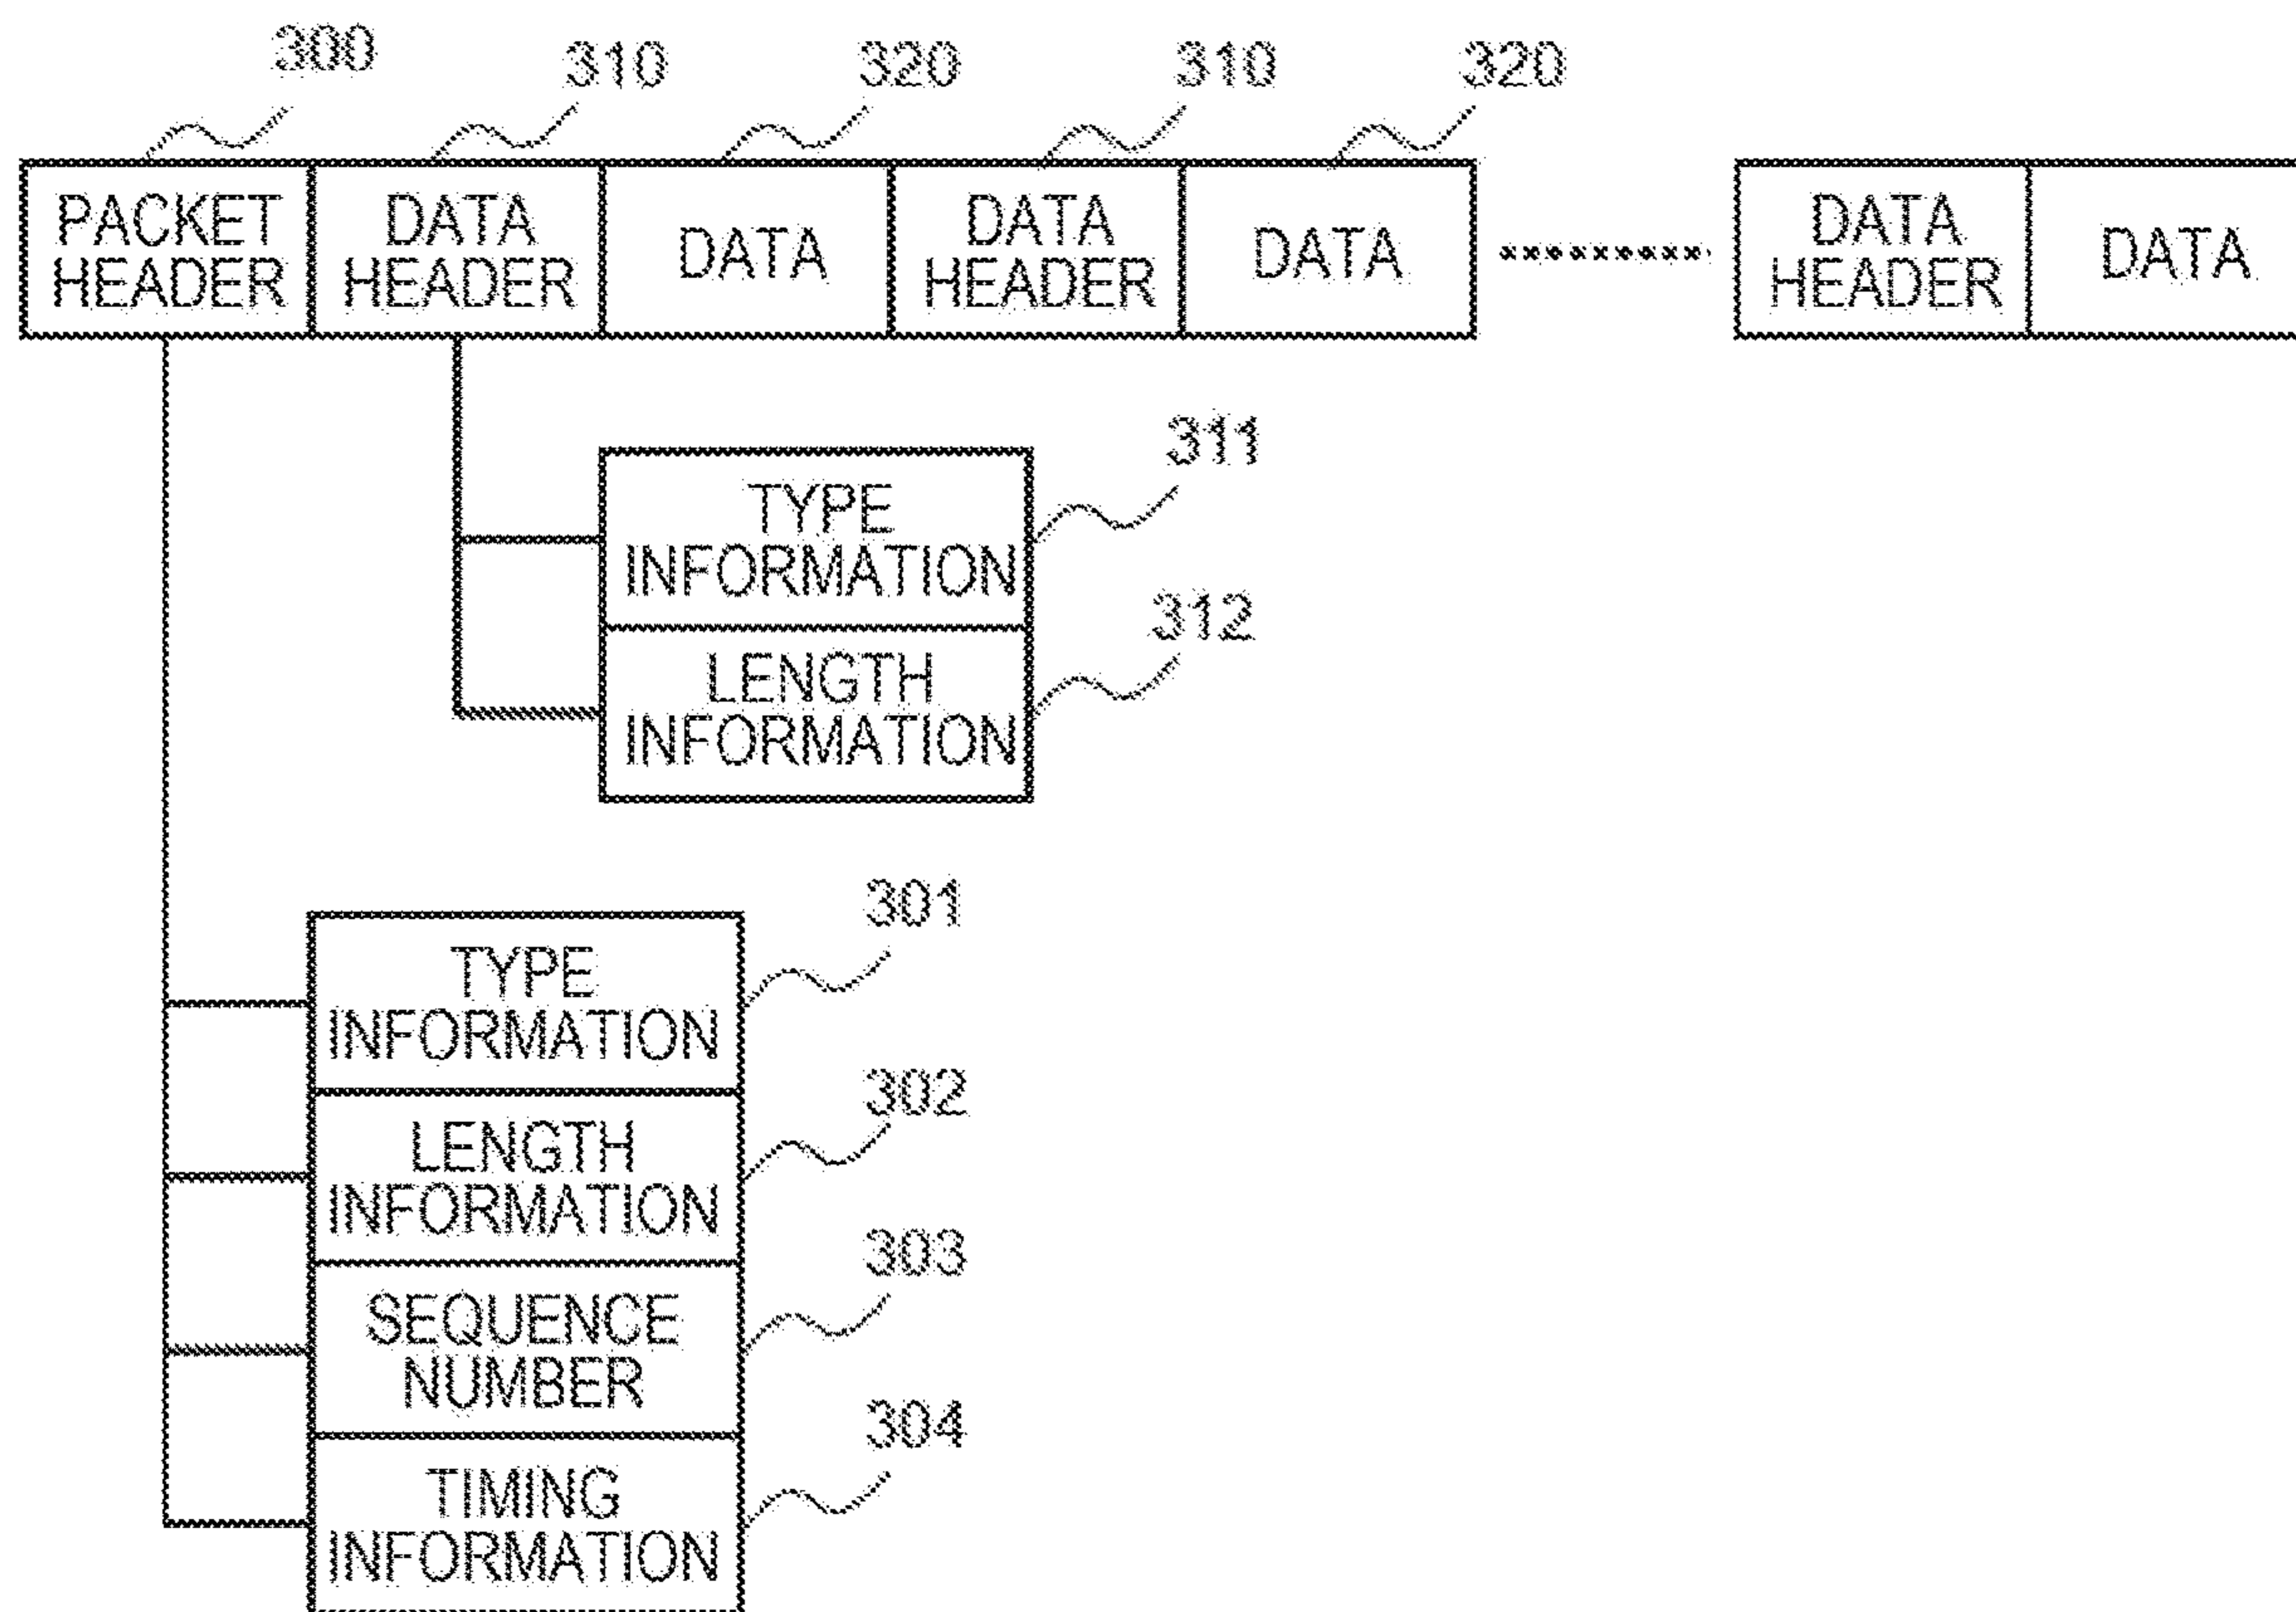 300 310 320 310 320
PACKET HEADER DATA HEADER DATA DATA HEADER DATA DATA HEADER DATA
311
TYPE
INFORMATION
312
LENGTH
INFORMATION
301
TYPE
INFORMATION
302
LENGTH
INFORMATION
303
SEQUENCE
NUMBER
304
TIMING
INFORMATION